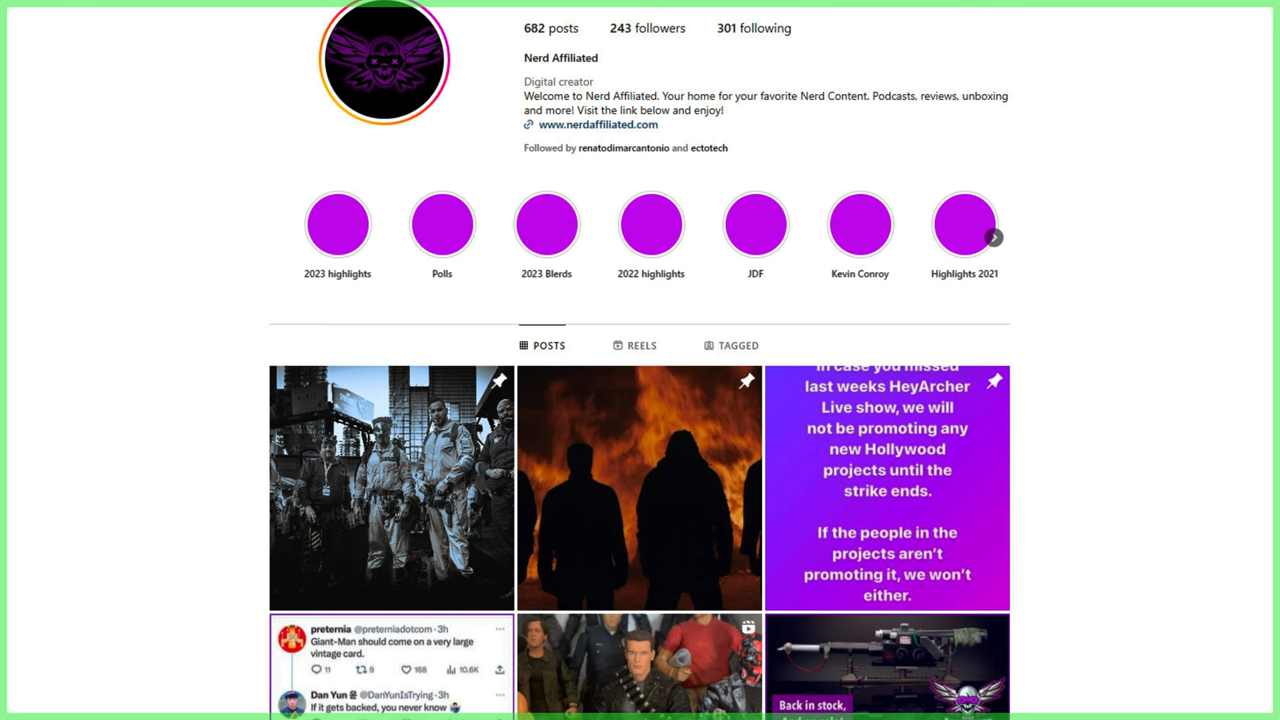 682 posts 243 followers 301 following
Nerd Affiliated
Digital creator
Welcome to Nerd Affiliated. Your home for your favorite Nerd Content. Podcasts, reviews, unboxing
and more! Visit the link below and enjoy!
www.nerdaffiliated.com
Followed by renatodimarcantonio and ectotech
2023 highlights Polls 2023 Blerds 2022 highlights JDF Kevin Conroy Highlights 2021
POSTS REELS TAGGED
In case you missed
last weeks HeyArcher
Live show, we will
not be promoting any
new Hollywood
projects until the
strike ends.
If the people in the
projects aren't
promoting it, we won't
either.
preternia @preterniadotcom · 3h
Giant-Man should come on a very large
vintage card.
11 9 168 10.6K
Dan Yun 윤 @DanYunIsTrying · 3h
If it gets backed, you never know
Back in stock,